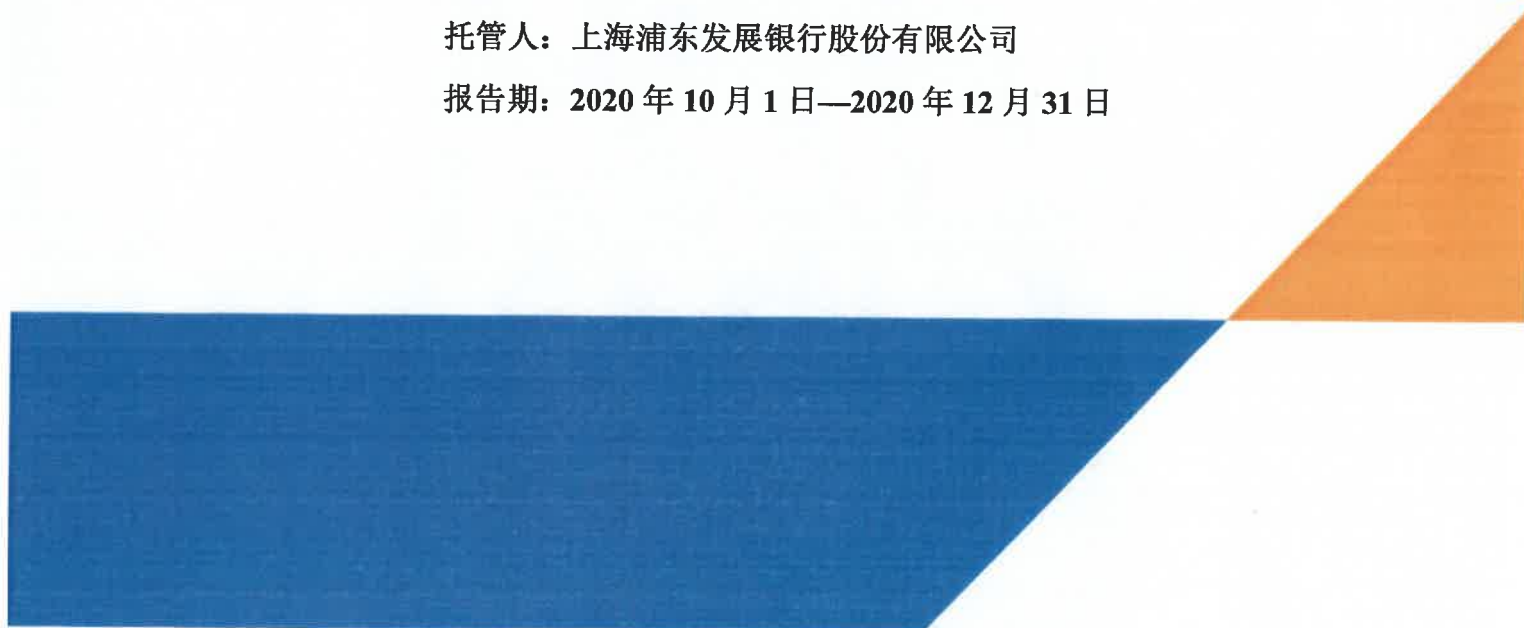 托管人：上海浦东发展银行股份有限公司
报告期：2020 年 10 月 1 日—2020 年 12 月 31 日